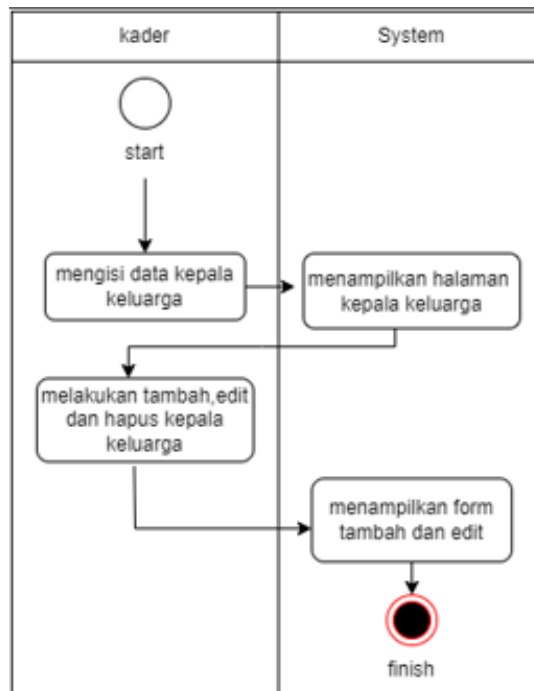 kader
System
start
mengisi data kepala
keluarga
menampilkan halaman
kepala keluarga
melakukan tambah,edit
dan hapus kepala
keluarga
menampilkan form
tambah dan edit
finish